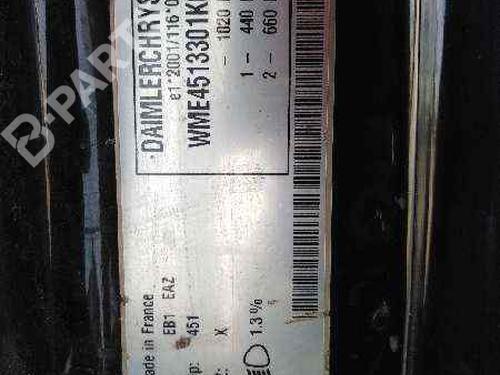 DAIMLERCHRYS
e1*2001/116*0
WME4513301K
- 1020
1 - 440
2 - 660
ade in France
EB1 EAZ
p: 451
: X
1.3 %
B-PARTS